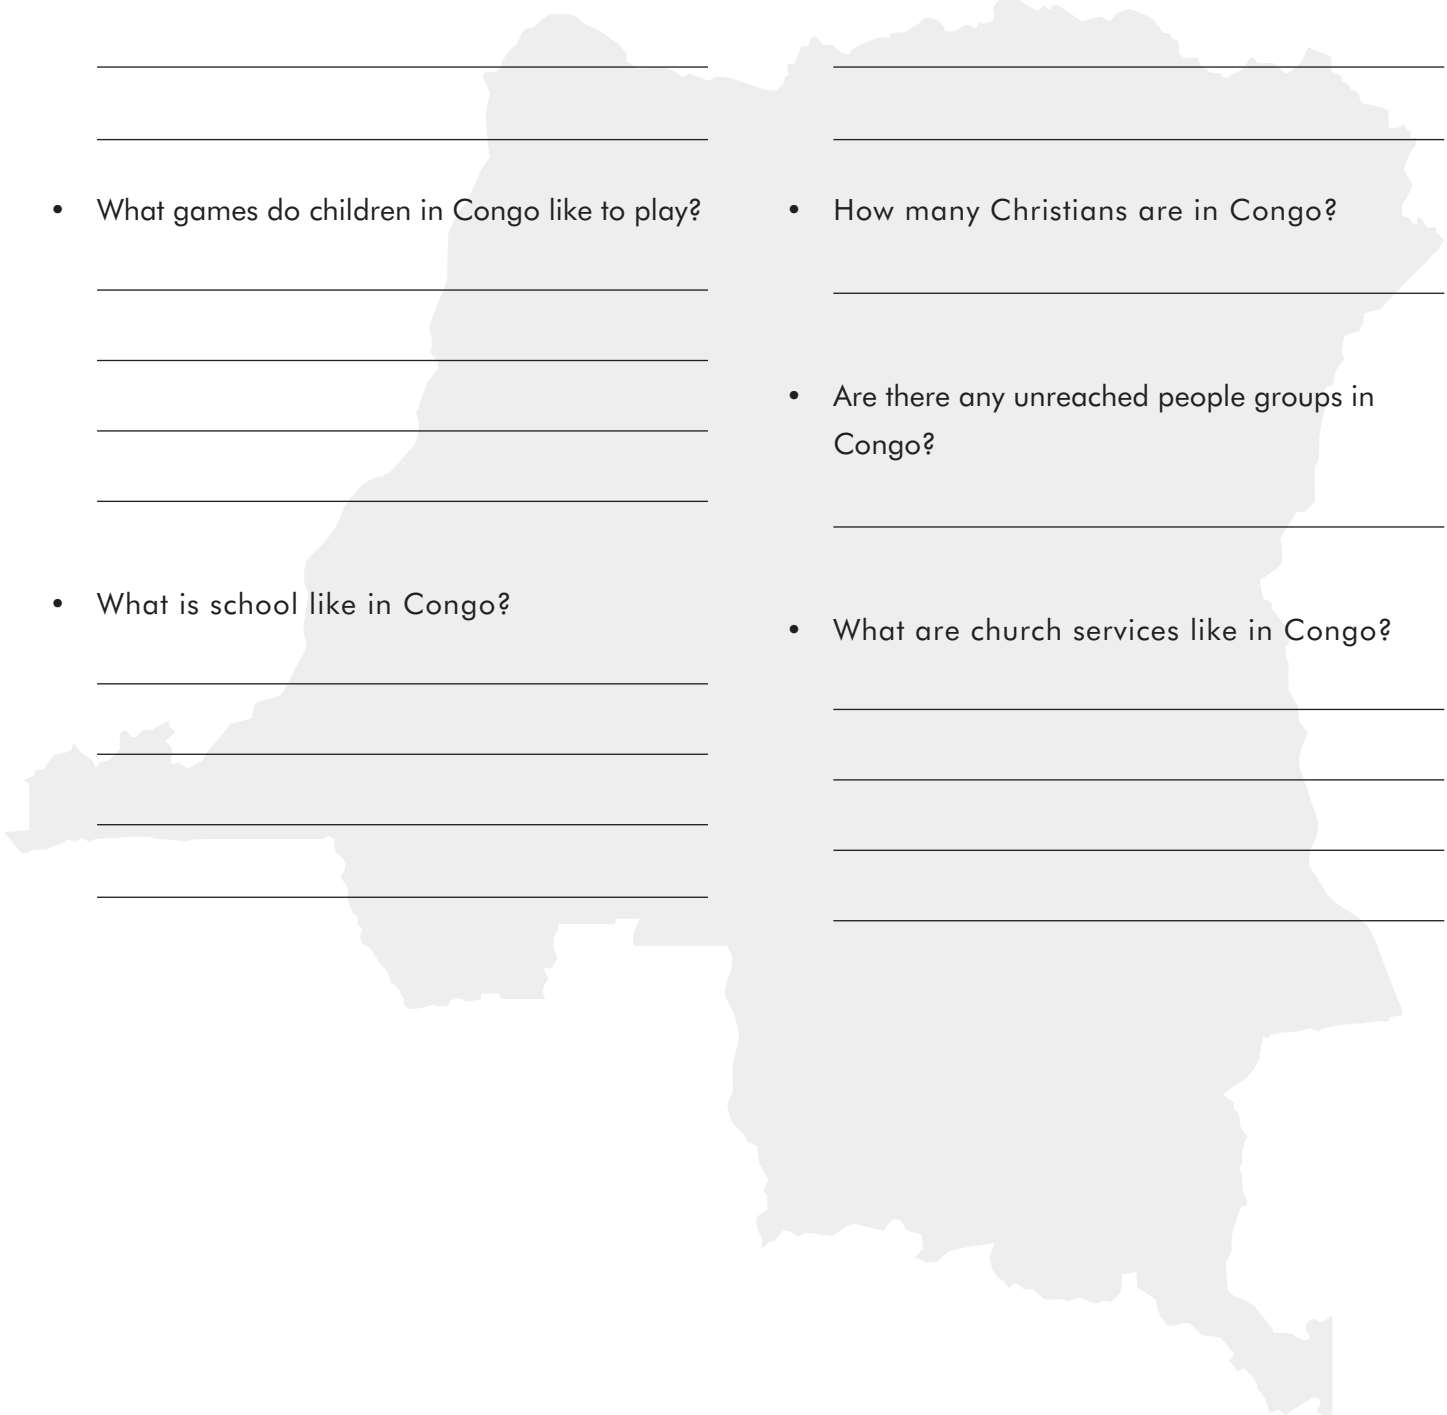 • What games do children in Congo like to play?
• What is school like in Congo?
• How many Christians are in Congo?
• Are there any unreached people groups in
Congo?
• What are church services like in Congo?